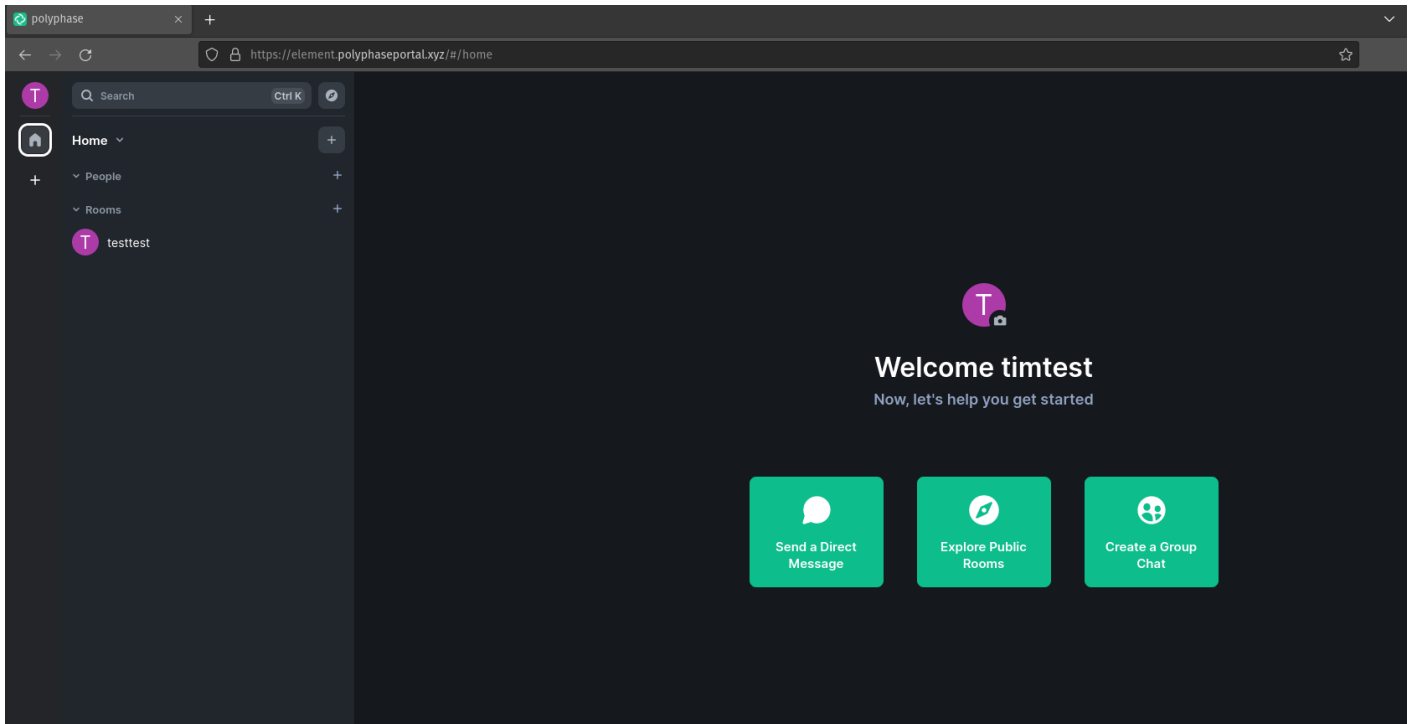 polyphase
https://element.polyphaseportal.xyz/#/home
T
Search
Ctrl K
Home
People
Rooms
T
testtest
T
Welcome timtest
Now, let's help you get started
Send a Direct
Message
Explore Public
Rooms
Create a Group
Chat